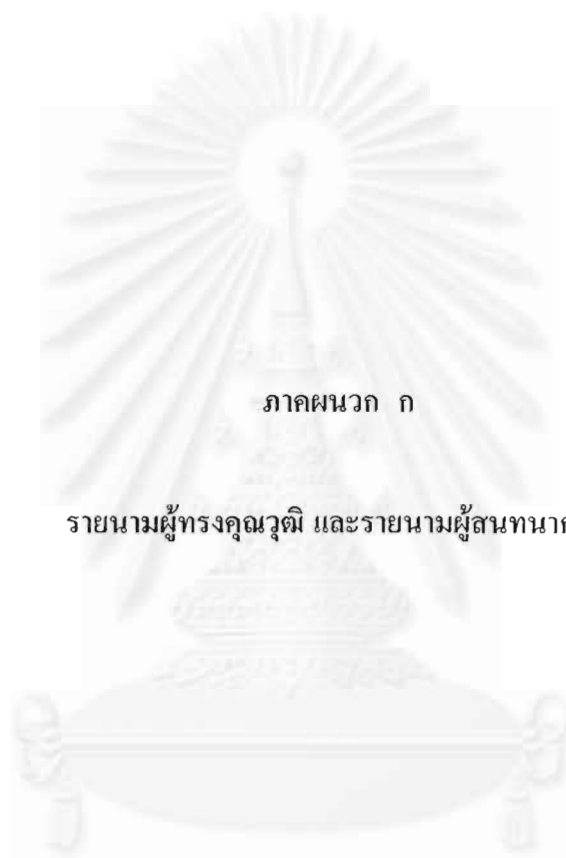 ภาคผนวก ก
รายนามผู้ทรงคุณวุฒิ และรายนามผู้สนทนา